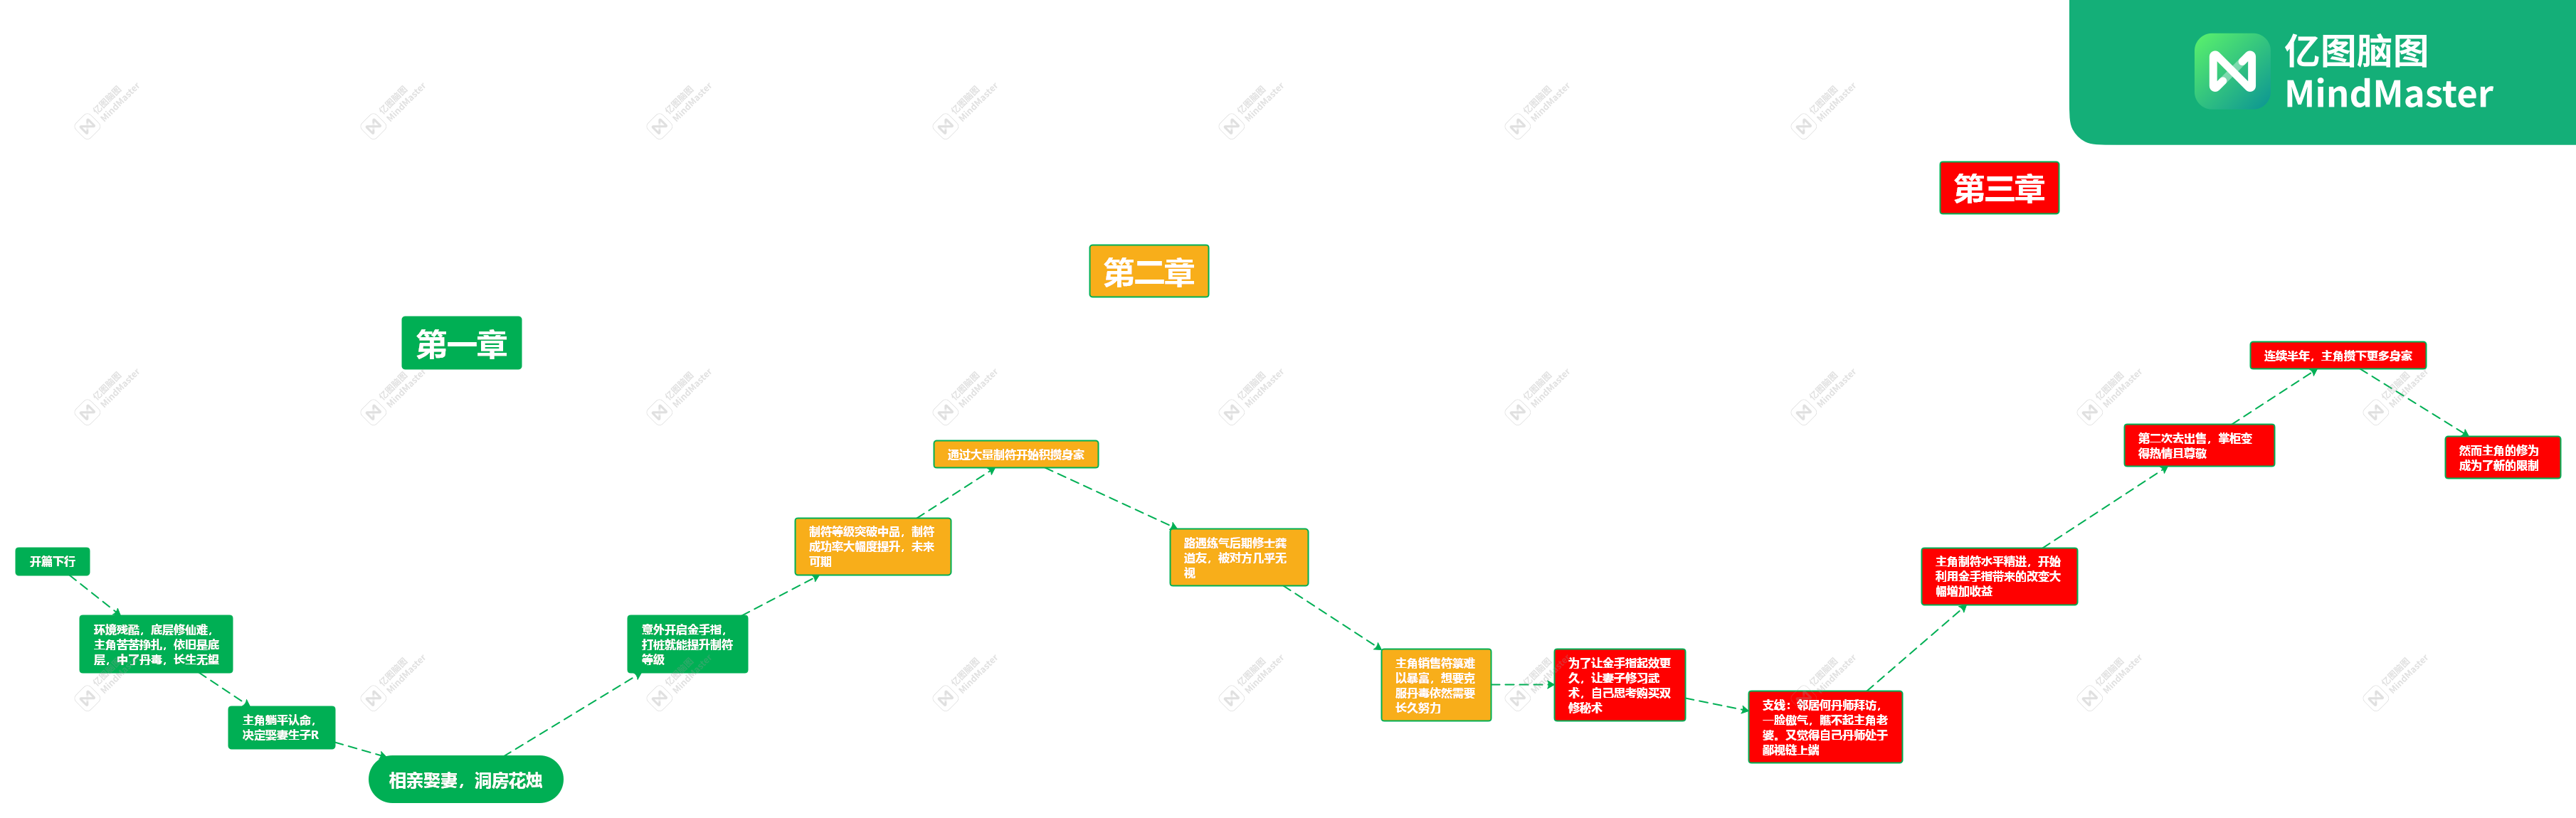 亿图脑图
MindMaster
第三章
第二章
第一章
开篇下行
环境残酷，底层修仙难，
主角苦苦挣扎，依旧是底
层，中了丹毒，长生无望
主角躺平认命，
决定娶妻生子R
相亲娶妻，洞房花烛
意外开启金手指，
打桩就能提升制符
等级
制符等级突破中品，制符
成功率大幅度提升，未来
可期
通过大量制符开始积攒身家
路遇练气后期修士龚
道友，被对方几乎无
视
主角销售符箓难
以暴富，想要克
服丹毒依然需要
长久努力
为了让金手指起效更
久，让妻子修习武
术，自己思考购买双
修秘术
支线：邻居何丹师拜访，
一脸傲气，瞧不起主角老
婆。又觉得自己丹师处于
鄙视链上端
主角制符水平精进，开始
利用金手指带来的改变大
幅增加收益
第二次去出售，掌柜变
得热情且尊敬
连续半年，主角攒下更多身家
然而主角的修为
成为了新的限制